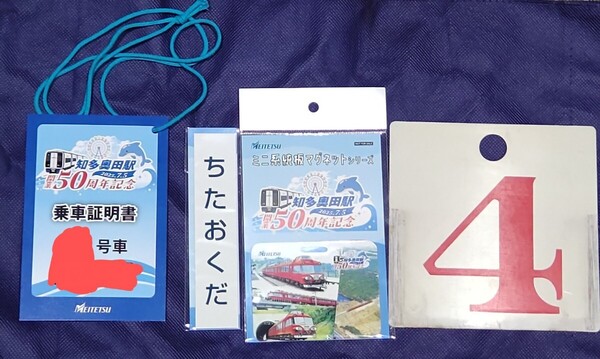 知多奥田駅
2025.7.5
開業50周年記念
乗車証明書
号車
MEITETSU
ちたおくだ
MEITETSU
ミニ系統板マグネットシリーズ
知多奥田駅
2025.7.5
開業50周年記念
MEITETSU
4